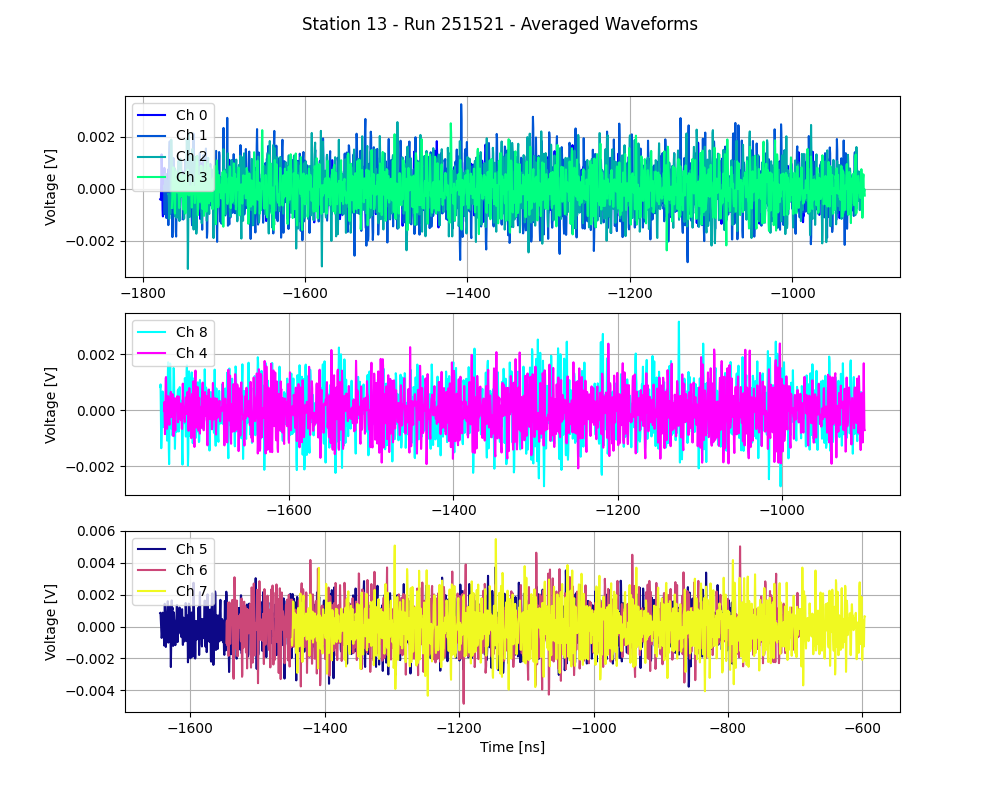 Station 13 - Run 251521 - Averaged Waveforms
Voltage [V]
0.002
0.000
−0.002
Ch 0
Ch 1
Ch 2
Ch 3
−1800
−1600
−1400
−1200
−1000
Voltage [V]
0.002
0.000
−0.002
Ch 8
Ch 4
−1600
−1400
−1200
−1000
Voltage [V]
0.006
0.004
0.002
0.000
−0.002
−0.004
Ch 5
Ch 6
Ch 7
−1600
−1400
−1200
−1000
−800
−600
Time [ns]